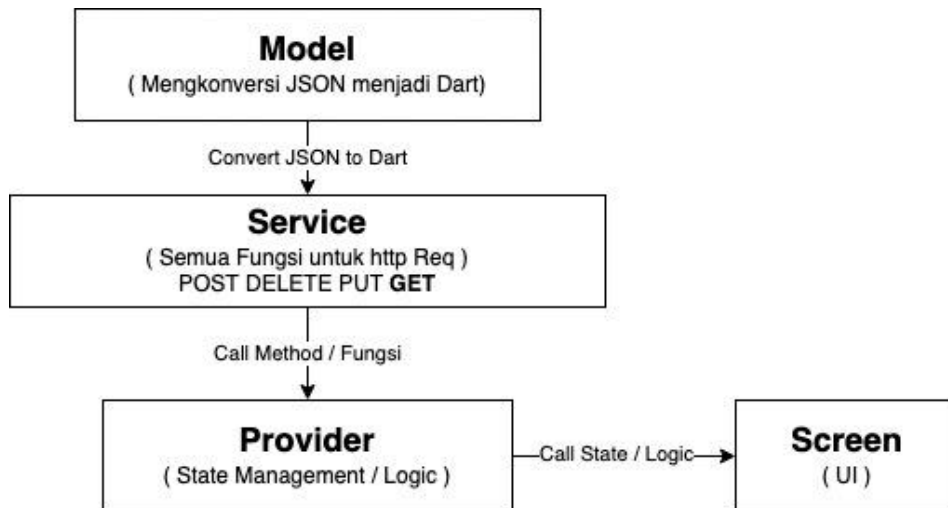 Model
( Mengkonversi JSON menjadi Dart)
Convert JSON to Dart
Service
( Semua Fungsi untuk http Req )
POST DELETE PUT GET
Call Method / Fungsi
Provider
( State Management / Logic )
Call State / Logic
Screen
( UI )